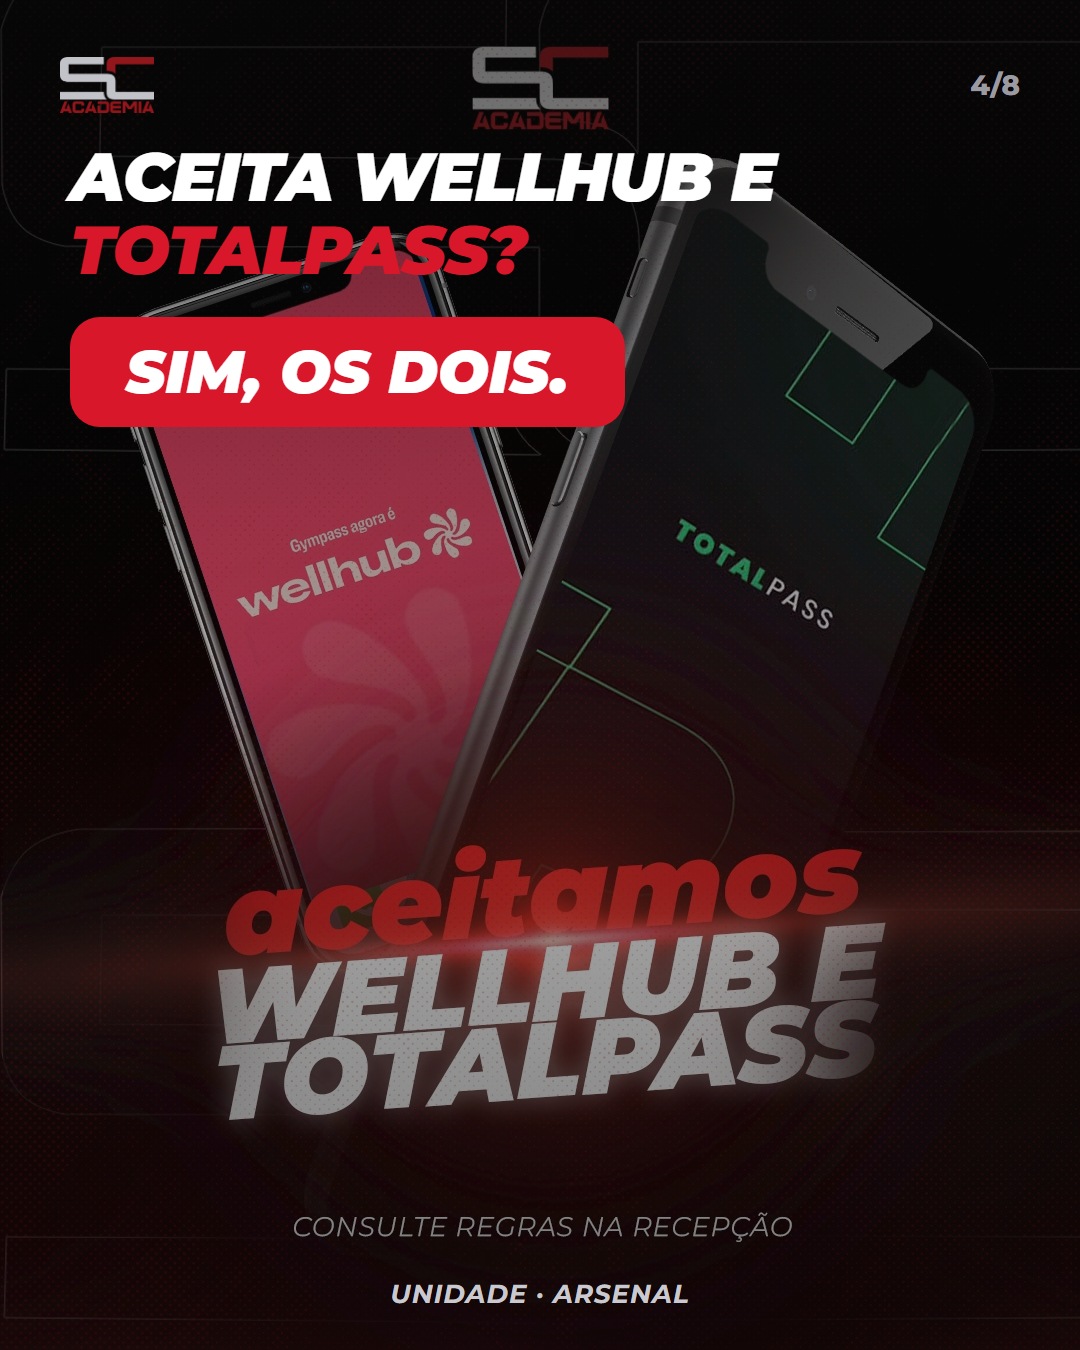 SC
ACADEMIA
SC
ACADEMIA
4/8
ACEITA WELLHUB E
TOTALPASS?
SIM, OS DOIS.
Gympass agora é
wellhub
TOTALPASS
aceitamos
WELLHUB E
TOTALPASS
CONSULTE REGRAS NA RECEPÇÃO
UNIDADE · ARSENAL